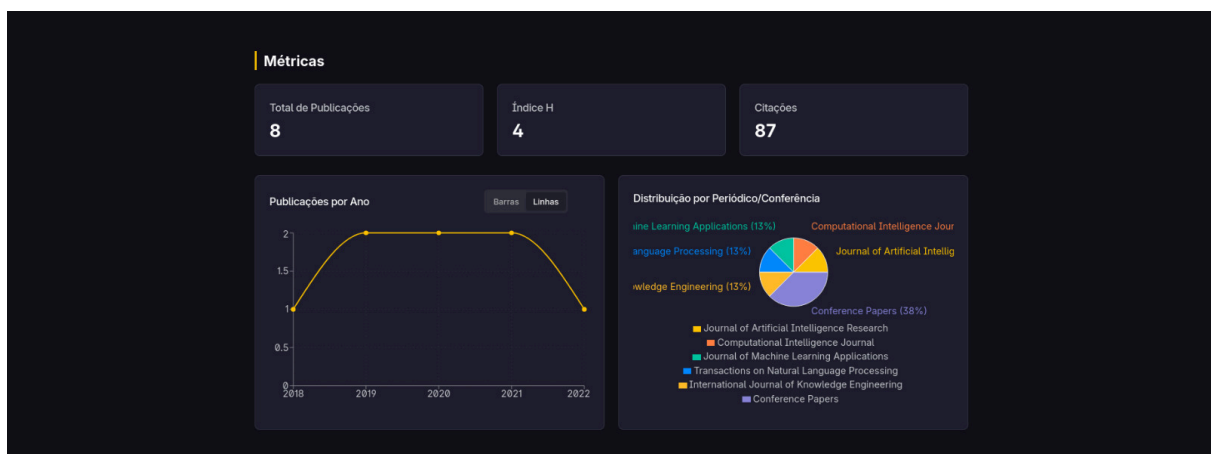 Métricas
Total de Publicações
8
Índice H
4
Citações
87
Publicações por Ano
Barras
Linhas
2
1.5
1
0.5
0
2018
2019
2020
2021
2022
Distribuição por Periódico/Conferência
ine Learning Applications (13%)
Computational Intelligence Jour
anguage Processing (13%)
Journal of Artificial Intellig
owledge Engineering (13%)
Conference Papers (38%)
Journal of Artificial Intelligence Research
Computational Intelligence Journal
Journal of Machine Learning Applications
Transactions on Natural Language Processing
International Journal of Knowledge Engineering
Conference Papers